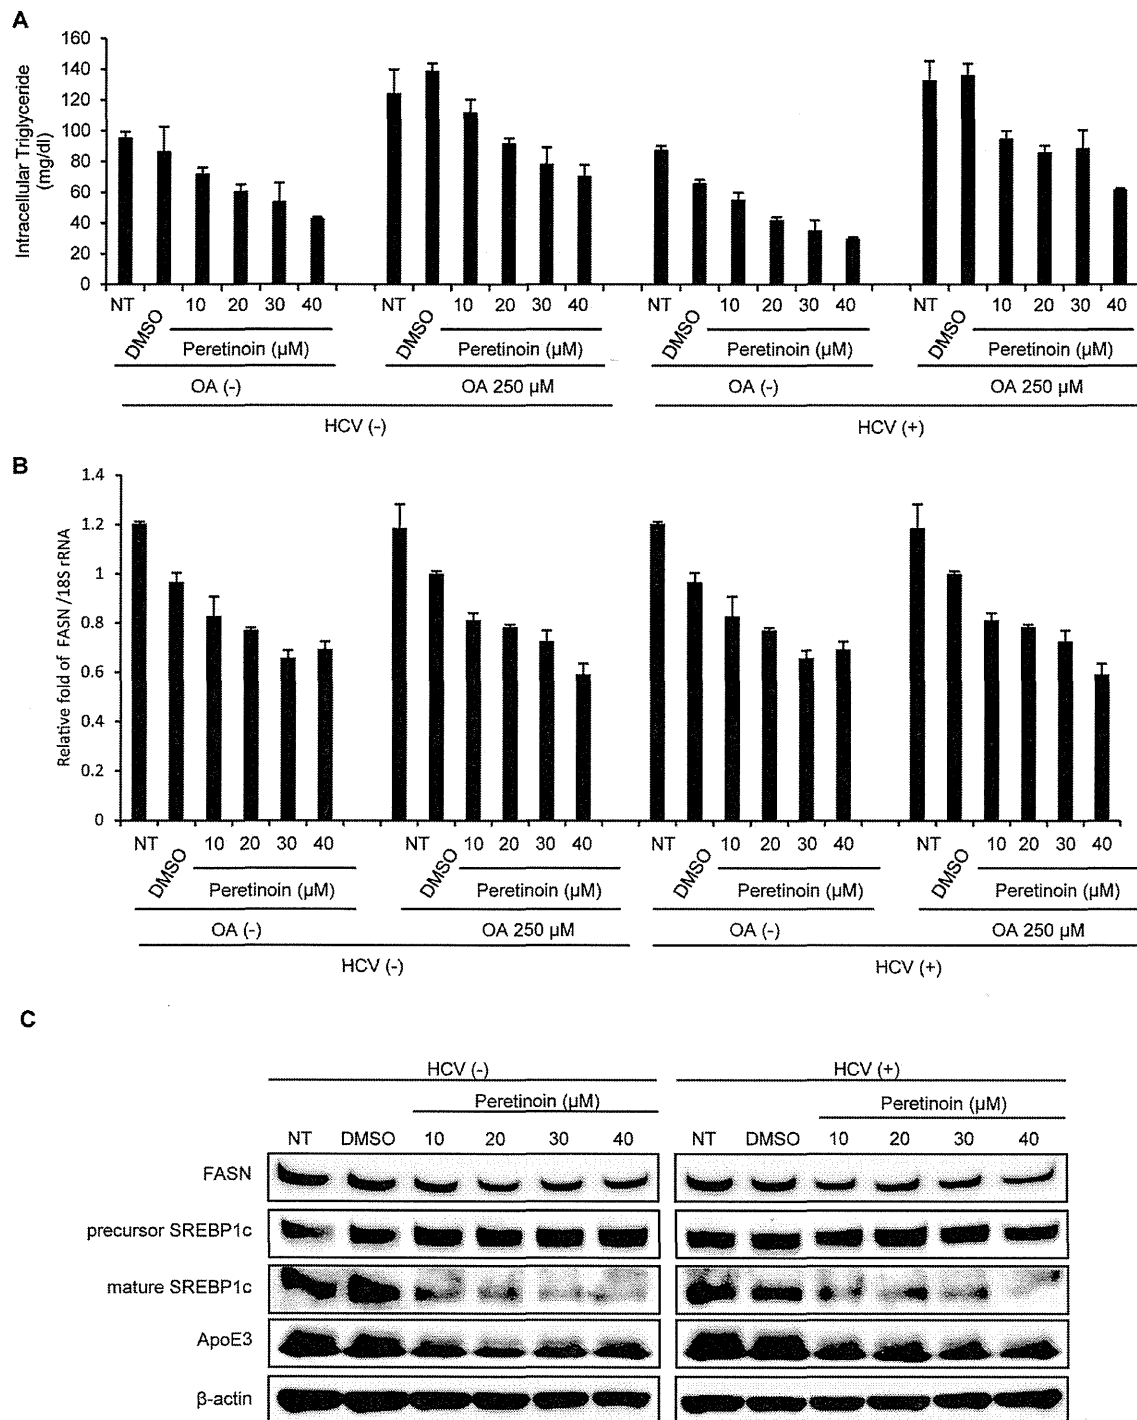 A
Intracellular Triglyceride
(mg/dl)
160
140
120
100
80
60
40
20
0
NT DMSO 10 20 30 40 NT DMSO 10 20 30 40 NT DMSO 10 20 30 40 NT DMSO 10 20 30 40
Peretinoin (µM) Peretinoin (µM) Peretinoin (µM) Peretinoin (µM)
OA (-) OA 250 µM OA (-) OA 250 µM
HCV (-) HCV (+)
B
Relative fold of FASN /18S rRNA
1.4
1.2
1
0.8
0.6
0.4
0.2
0
NT DMSO 10 20 30 40 NT DMSO 10 20 30 40 NT DMSO 10 20 30 40 NT DMSO 10 20 30 40
Peretinoin (µM) Peretinoin (µM) Peretinoin (µM) Peretinoin (µM)
OA (-) OA 250 µM OA (-) OA 250 µM
HCV (-) HCV (+)
C
HCV (-) HCV (+)
Peretinoin (µM) Peretinoin (µM)
NT DMSO 10 20 30 40 NT DMSO 10 20 30 40
FASN
precursor SREBP1c
mature SREBP1c
ApoE3
β-actin